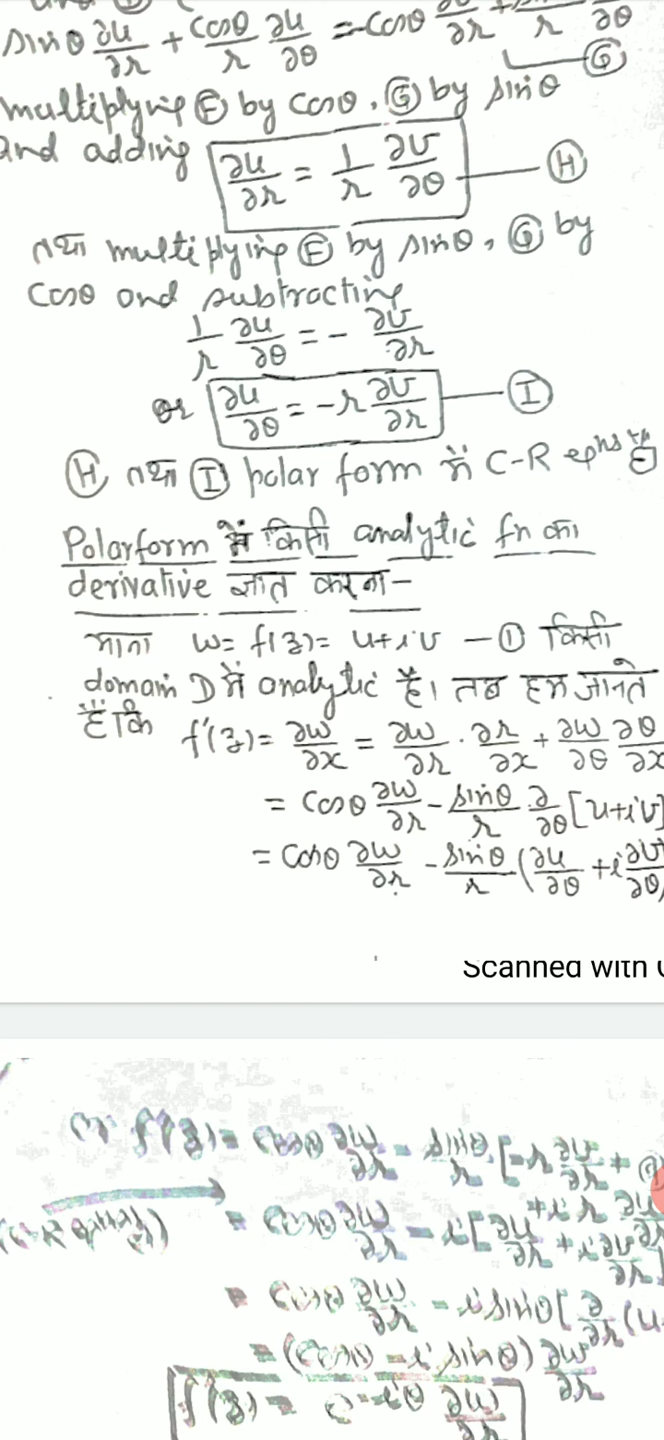 sinθ ∂u/∂r + cosθ/r ∂u/∂θ = -cosθ ∂r r ∂θ
—Ⓖ
multiplying Ⓕ by cosθ, Ⓖ by sinθ
and adding ∂u/∂r = 1/r ∂v/∂θ —Ⓗ
तथा multiplying Ⓕ by sinθ, Ⓖ by
cosθ and subtracting
1/r ∂u/∂θ = - ∂v/∂r
or ∂u/∂θ = -r ∂v/∂r —Ⓘ
Ⓗ तथा Ⓘ polar form में C-R eqns हैं
Polarform में किसी analytic fn का
derivative ज्ञात करना-
माना w= f(z)= u+iv —① किसी
domain D में analytic है। तब हम जानते
हैं कि f'(z)= ∂w/∂x = ∂w/∂r . ∂r/∂x + ∂w/∂θ ∂θ/∂x
= cosθ ∂w/∂r - sinθ/r ∂/∂θ [u+iv]
= cosθ ∂w/∂r - sinθ/r (∂u/∂θ + i ∂v/∂θ)
Scanned with
or f'(z)= cosθ ∂w/∂r - sinθ/r [-r ∂v/∂r +
+i r ∂u/∂r]
= cosθ ∂w/∂r - i[∂u/∂r + i ∂v/∂r]
= cosθ ∂w/∂r - i sinθ [∂/∂r (u
= (cosθ - i sinθ) ∂w/∂r
f'(z) = e^-iθ ∂w/∂r